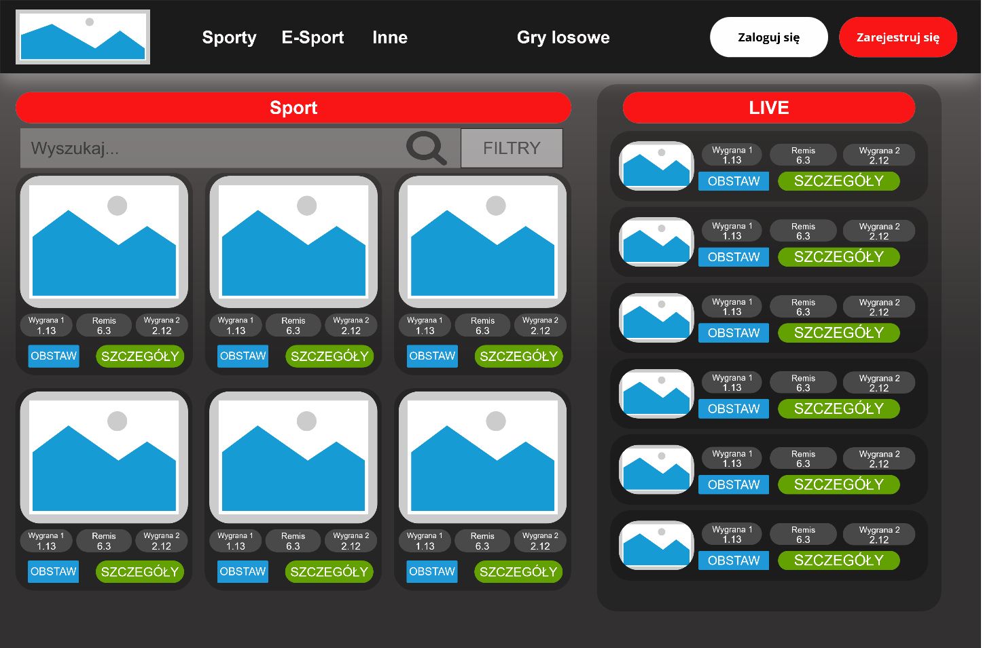 Sporty E-Sport Inne Gry losowe Zaloguj się Zarejestruj się
Sport
Wyszukaj... FILTRY
Wygrana 1 Remis Wygrana 2
1.13 6.3 2.12
OBSTAW SZCZEGÓŁY
Wygrana 1 Remis Wygrana 2
1.13 6.3 2.12
OBSTAW SZCZEGÓŁY
Wygrana 1 Remis Wygrana 2
1.13 6.3 2.12
OBSTAW SZCZEGÓŁY
Wygrana 1 Remis Wygrana 2
1.13 6.3 2.12
OBSTAW SZCZEGÓŁY
Wygrana 1 Remis Wygrana 2
1.13 6.3 2.12
OBSTAW SZCZEGÓŁY
Wygrana 1 Remis Wygrana 2
1.13 6.3 2.12
OBSTAW SZCZEGÓŁY
LIVE
Wygrana 1 Remis Wygrana 2
1.13 6.3 2.12
OBSTAW SZCZEGÓŁY
Wygrana 1 Remis Wygrana 2
1.13 6.3 2.12
OBSTAW SZCZEGÓŁY
Wygrana 1 Remis Wygrana 2
1.13 6.3 2.12
OBSTAW SZCZEGÓŁY
Wygrana 1 Remis Wygrana 2
1.13 6.3 2.12
OBSTAW SZCZEGÓŁY
Wygrana 1 Remis Wygrana 2
1.13 6.3 2.12
OBSTAW SZCZEGÓŁY
Wygrana 1 Remis Wygrana 2
1.13 6.3 2.12
OBSTAW SZCZEGÓŁY